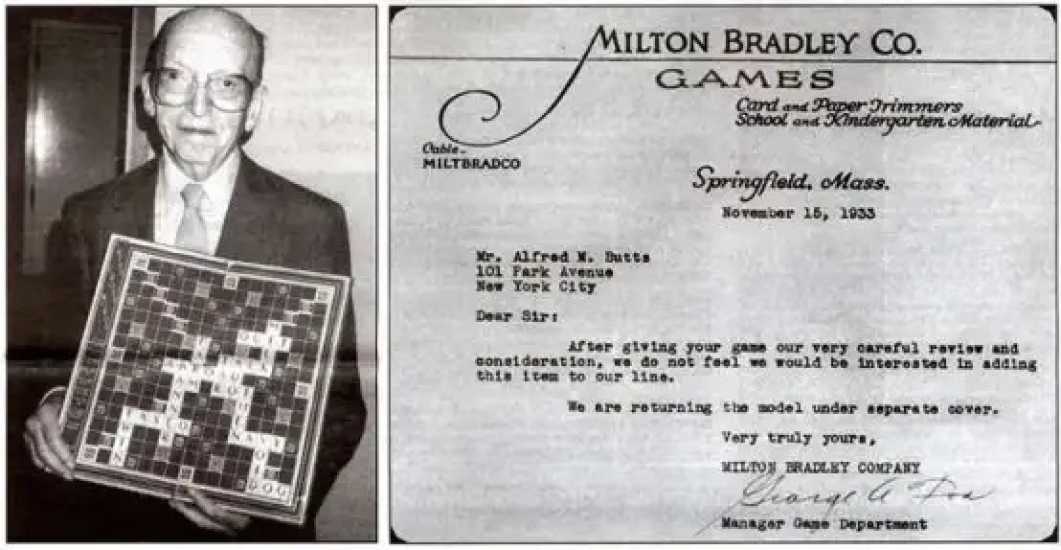 MILTON BRADLEY CO.
GAMES
Card and Paper Trimmers
School and Kindergarten Material
Cable-
MILTBRADCO
Springfield, Mass.
November 15, 1933
Mr. Alfred M. Butts
101 Park Avenue
New York City
Dear Sir:
After giving your game our very careful review and
consideration, we do not feel we would be interested in adding
this item to our line.
We are returning the model under separate cover.
Very truly yours,
MILTON BRADLEY COMPANY
George A
Manager Game Department
QUIT
NAVY
DOG